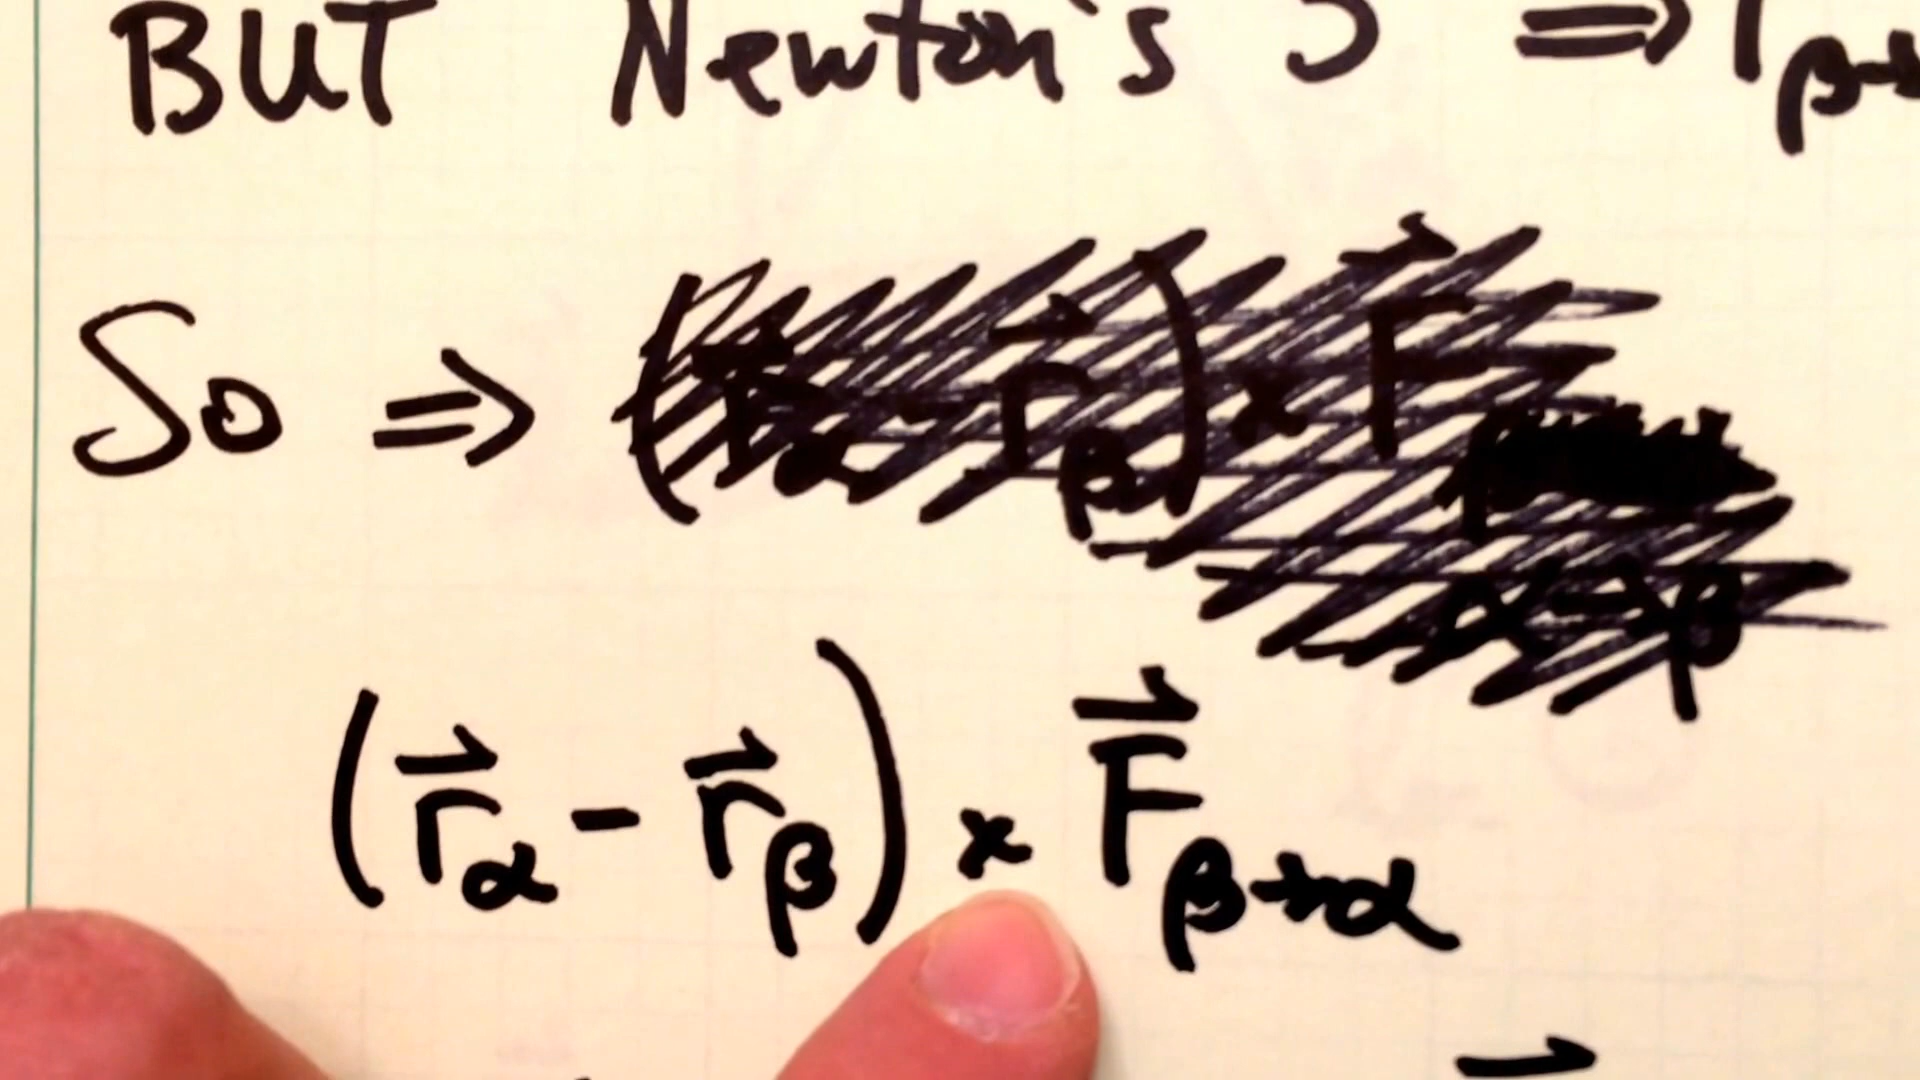 BUT Newton's 3 ⇒ F β→
So ⇒
(r⃗α - r⃗β) × F⃗β→α